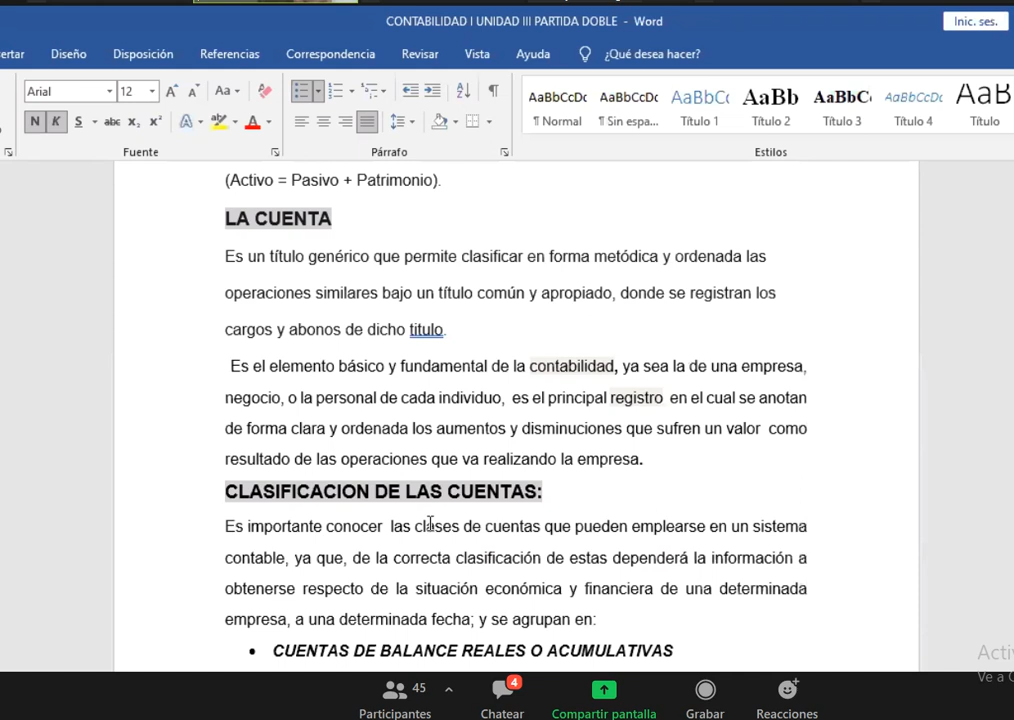 CONTABILIDAD I UNIDAD III PARTIDA DOBLE - Word
Inic. ses.
ertar Diseño Disposición Referencias Correspondencia Revisar Vista Ayuda ¿Qué desea hacer?
Arial 12 A A Aa
AaBbCcDc AaBbCcDc AaBbCc AaBb AaBbC AaBbCcDc AaB
N K S abc x₂ x² A A
¶ Normal ¶ Sin espa... Título 1 Título 2 Título 3 Título 4 Título
Fuente Párrafo Estilos
(Activo = Pasivo + Patrimonio).
LA CUENTA
Es un título genérico que permite clasificar en forma metódica y ordenada las
operaciones similares bajo un título común y apropiado, donde se registran los
cargos y abonos de dicho titulo.
Es el elemento básico y fundamental de la contabilidad, ya sea la de una empresa,
negocio, o la personal de cada individuo, es el principal registro en el cual se anotan
de forma clara y ordenada los aumentos y disminuciones que sufren un valor como
resultado de las operaciones que va realizando la empresa.
CLASIFICACION DE LAS CUENTAS:
Es importante conocer las clases de cuentas que pueden emplearse en un sistema
contable, ya que, de la correcta clasificación de estas dependerá la información a
obtenerse respecto de la situación económica y financiera de una determinada
empresa, a una determinada fecha; y se agrupan en:
• CUENTAS DE BALANCE REALES O ACUMULATIVAS
Activ
Ve a C
45
4
Participantes Chatear Compartir pantalla Grabar Reacciones